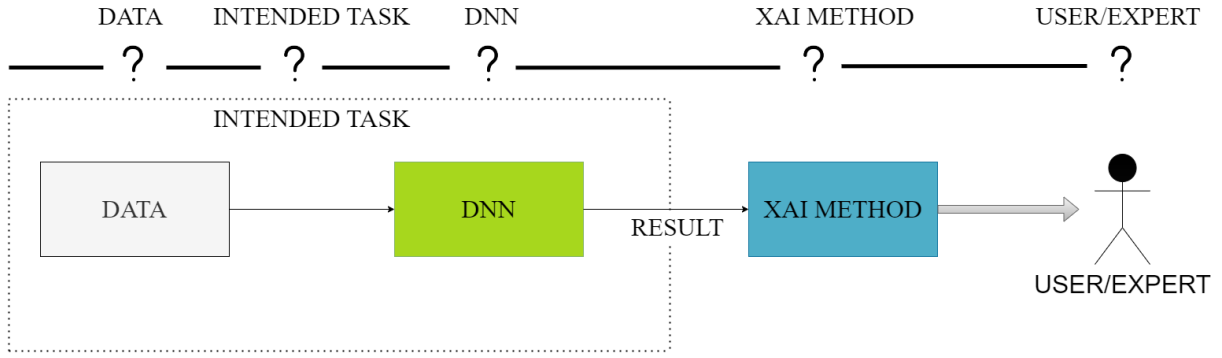 DATA INTENDED TASK DNN XAI METHOD USER/EXPERT
? ? ? ? ?
INTENDED TASK
DATA DNN XAI METHOD
RESULT
USER/EXPERT